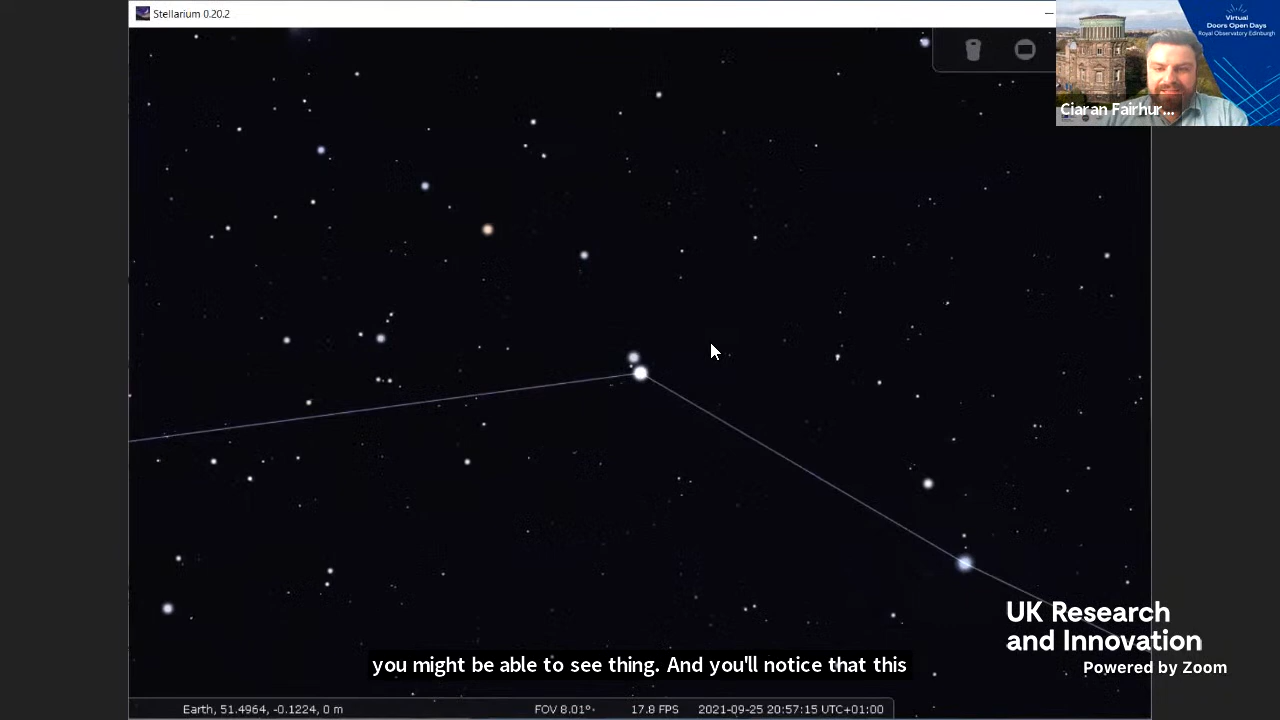 Stellarium 0.20.2
Virtual
Doors Open Days
Royal Observatory Edinburgh
Ciaran Fairhur...
UK Research
and Innovation
Powered by Zoom
you might be able to see thing. And you'll notice that this
Earth, 51.4964, -0.1224, 0 m FOV 8.01° 17.8 FPS 2021-09-25 20:57:15 UTC+01:00